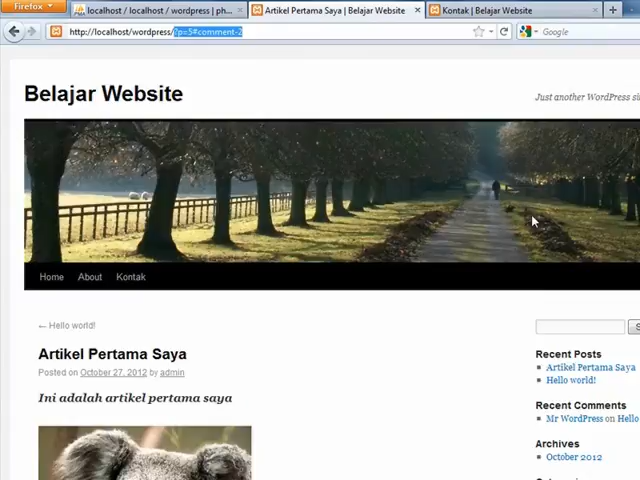 Firefox
localhost / localhost / wordpress | ph...
Artikel Pertama Saya | Belajar Website
Kontak | Belajar Website
http://localhost/wordpress/?p=5#comment-2
Google
Belajar Website
Just another WordPress si
Home About Kontak
← Hello world!
Artikel Pertama Saya
Posted on October 27, 2012 by admin
Ini adalah artikel pertama saya
S
Recent Posts
Artikel Pertama Saya
Hello world!
Recent Comments
Mr WordPress on Hello
Archives
October 2012